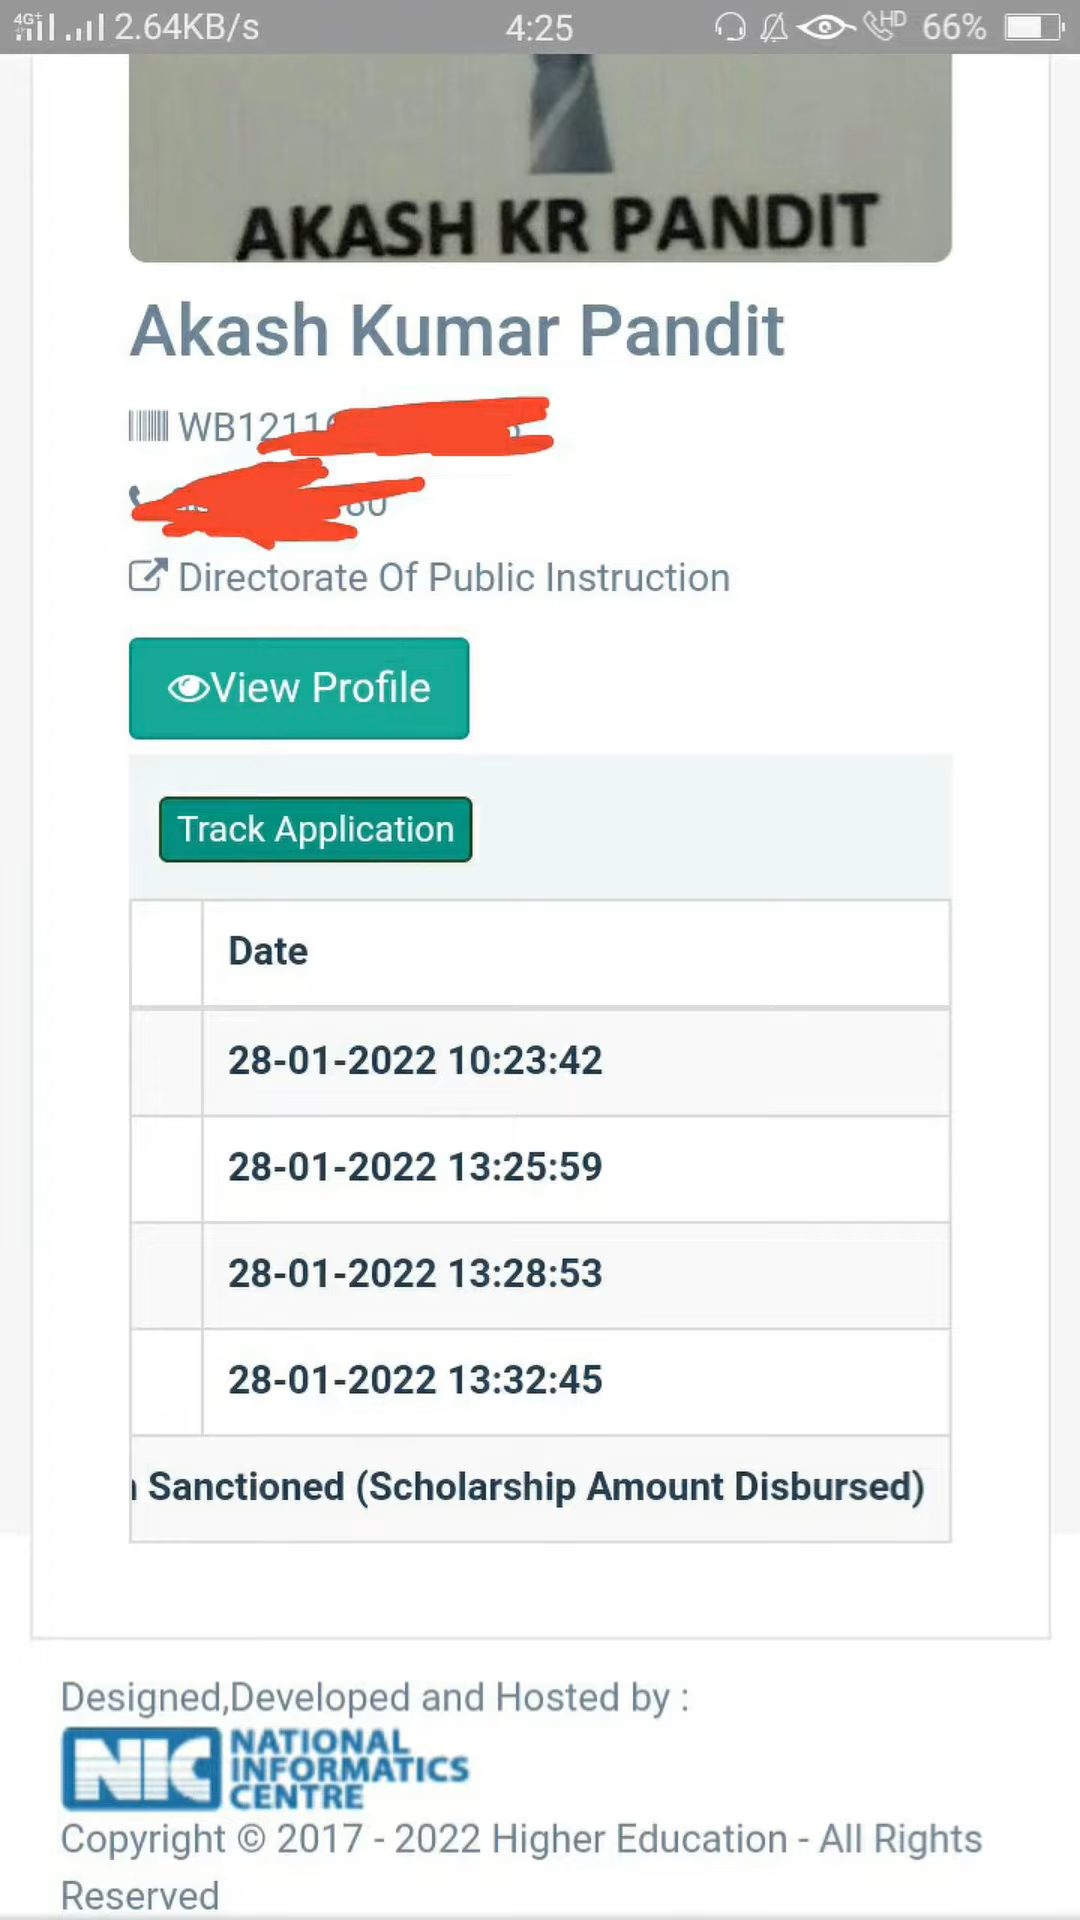 2.64KB/s 4:25 HD 66%
AKASH KR PANDIT
Akash Kumar Pandit
WB1211
80
Directorate Of Public Instruction
View Profile
Track Application
Date
28-01-2022 10:23:42
28-01-2022 13:25:59
28-01-2022 13:28:53
28-01-2022 13:32:45
Sanctioned (Scholarship Amount Disbursed)
Designed,Developed and Hosted by :
NIC NATIONAL
INFORMATICS
CENTRE
Copyright © 2017 - 2022 Higher Education - All Rights
Reserved